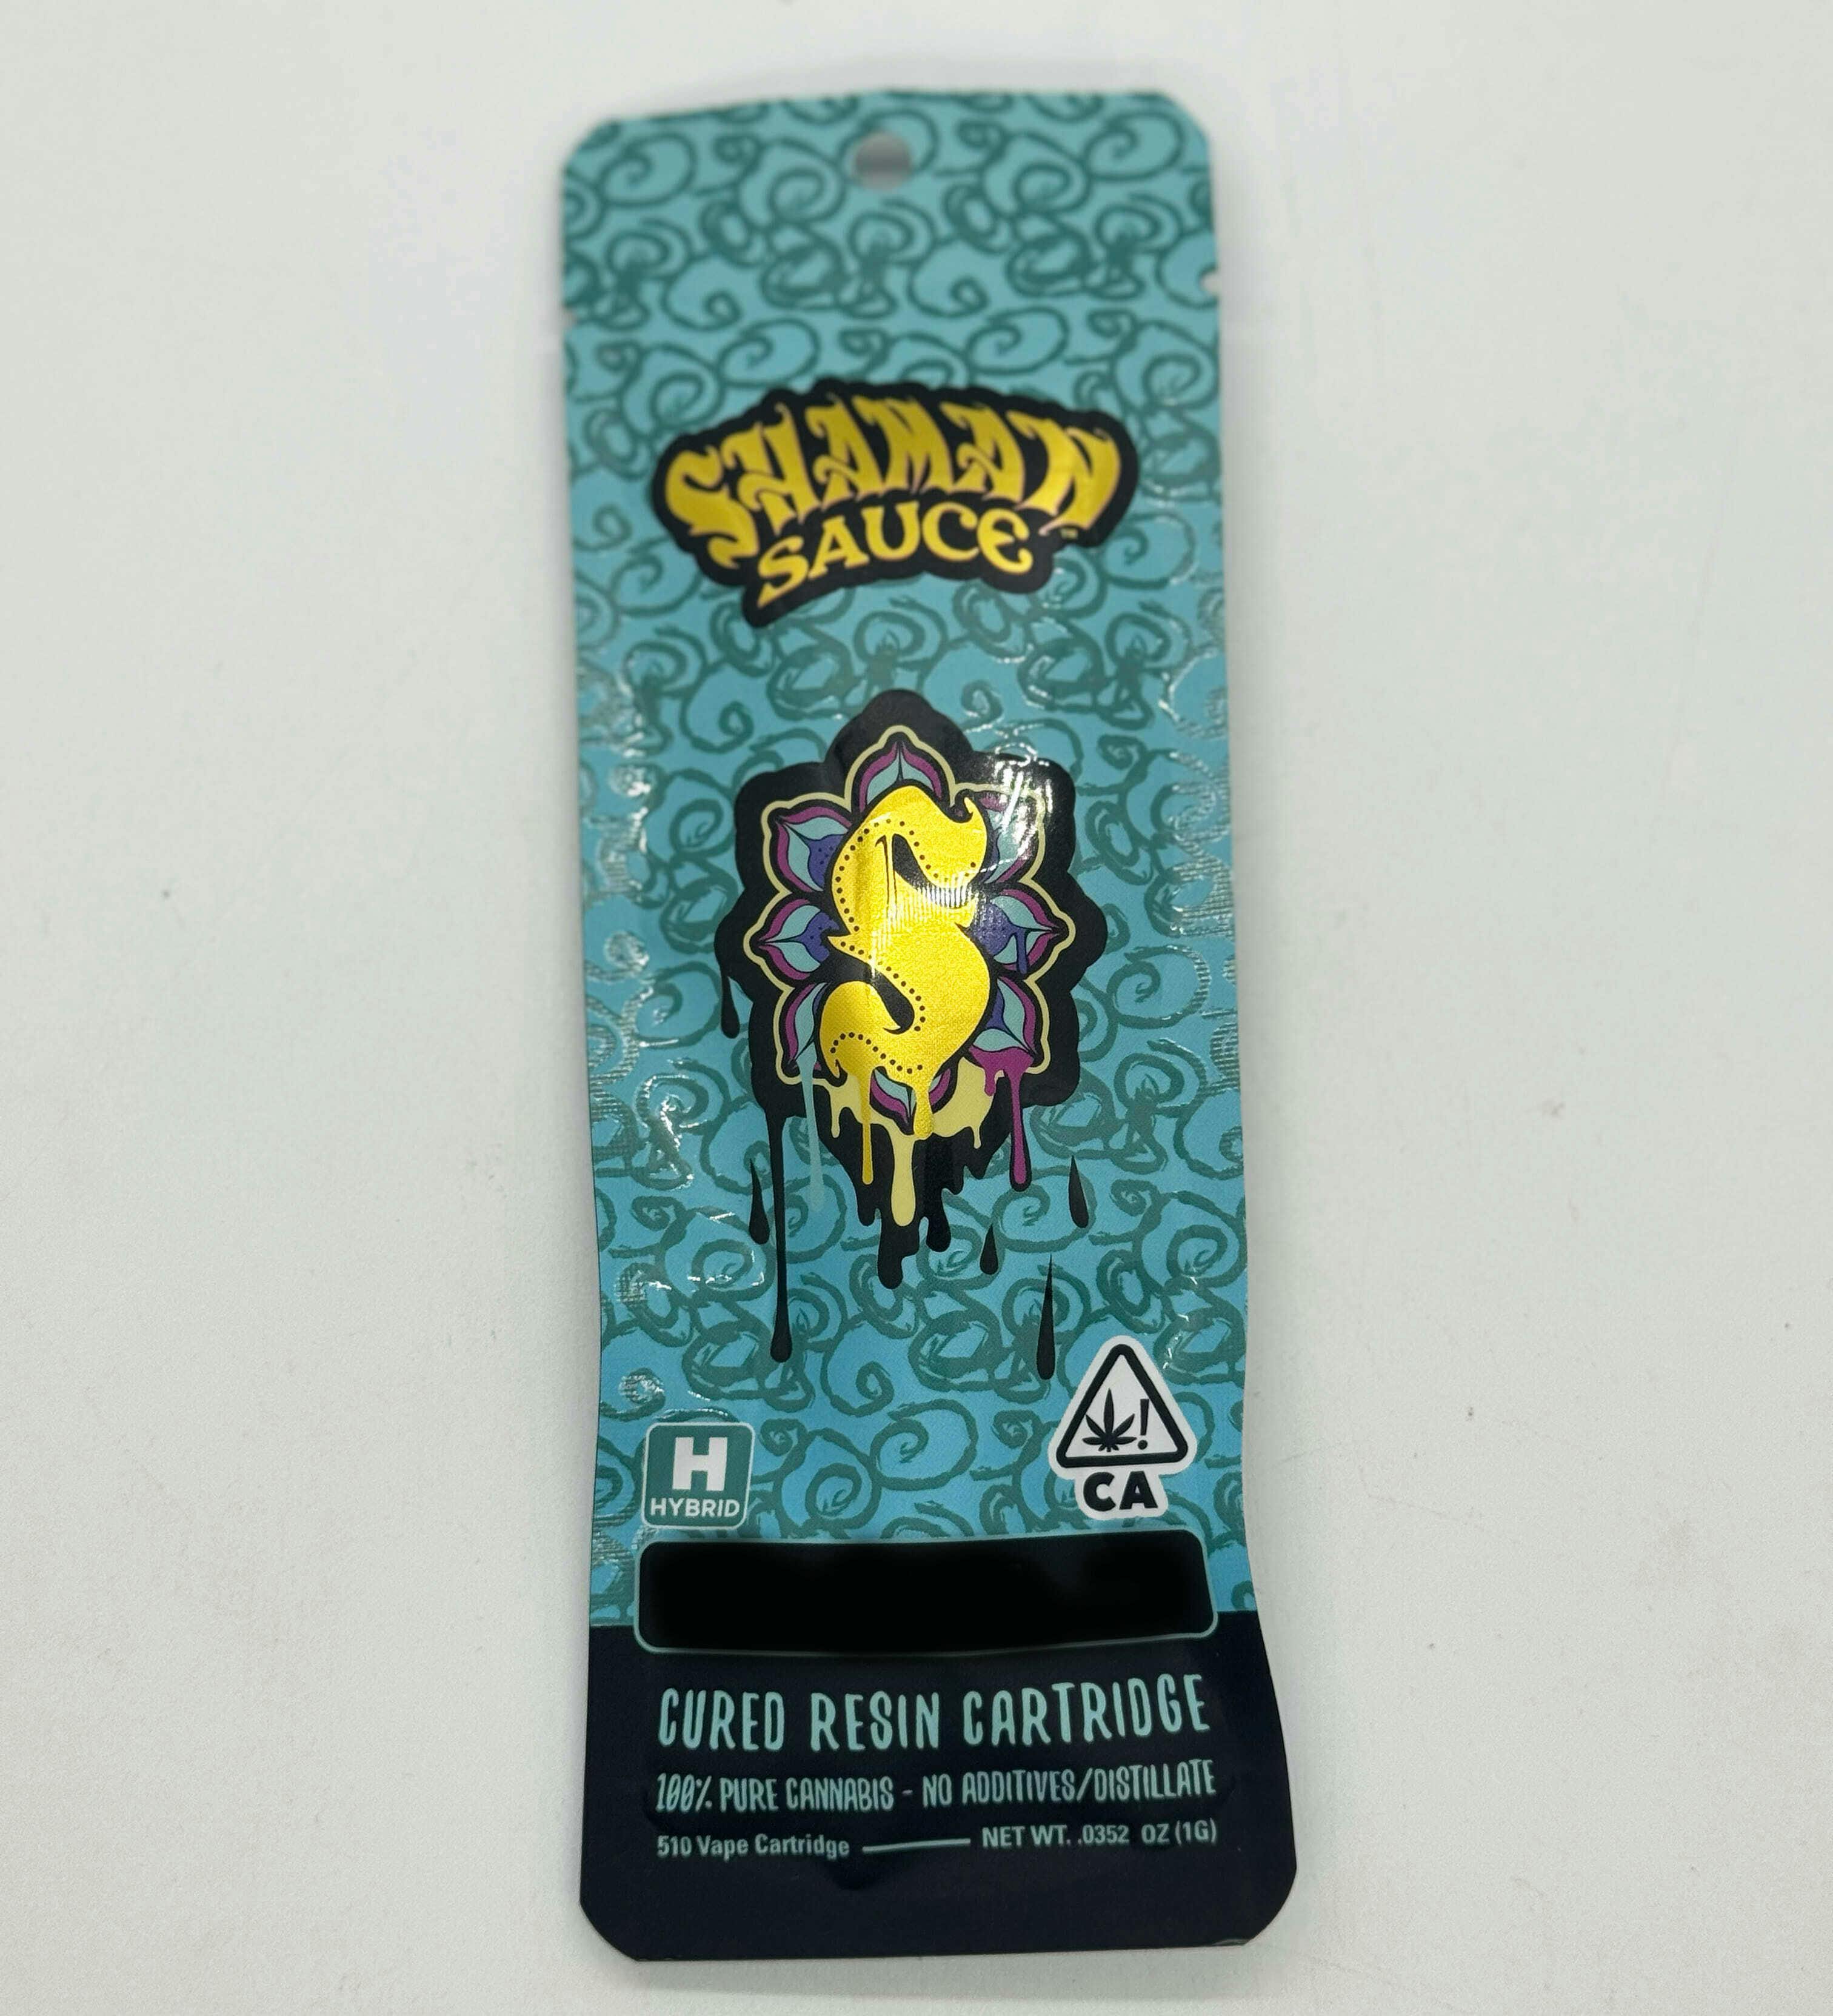 SHAMAN
SAUCE™
S
H
HYBRID
!
CA
CURED RESIN CARTRIDGE
100% PURE CANNABIS - NO ADDITIVES/DISTILLATE
510 Vape Cartridge NET WT. .0352 OZ (1G)